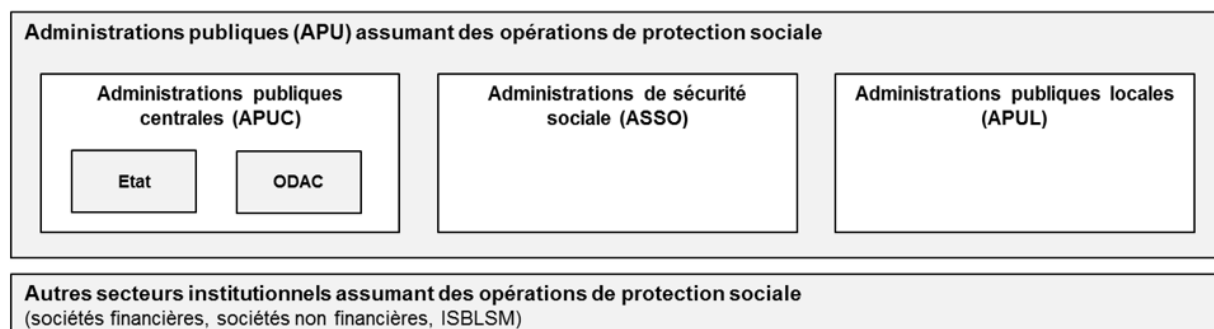 Administrations publiques (APU) assumant des opérations de protection sociale
Administrations publiques
centrales (APUC)
Etat
ODAC
Administrations de sécurité
sociale (ASSO)
Administrations publiques locales
(APUL)
Autres secteurs institutionnels assumant des opérations de protection sociale
(sociétés financières, sociétés non financières, ISBLSM)